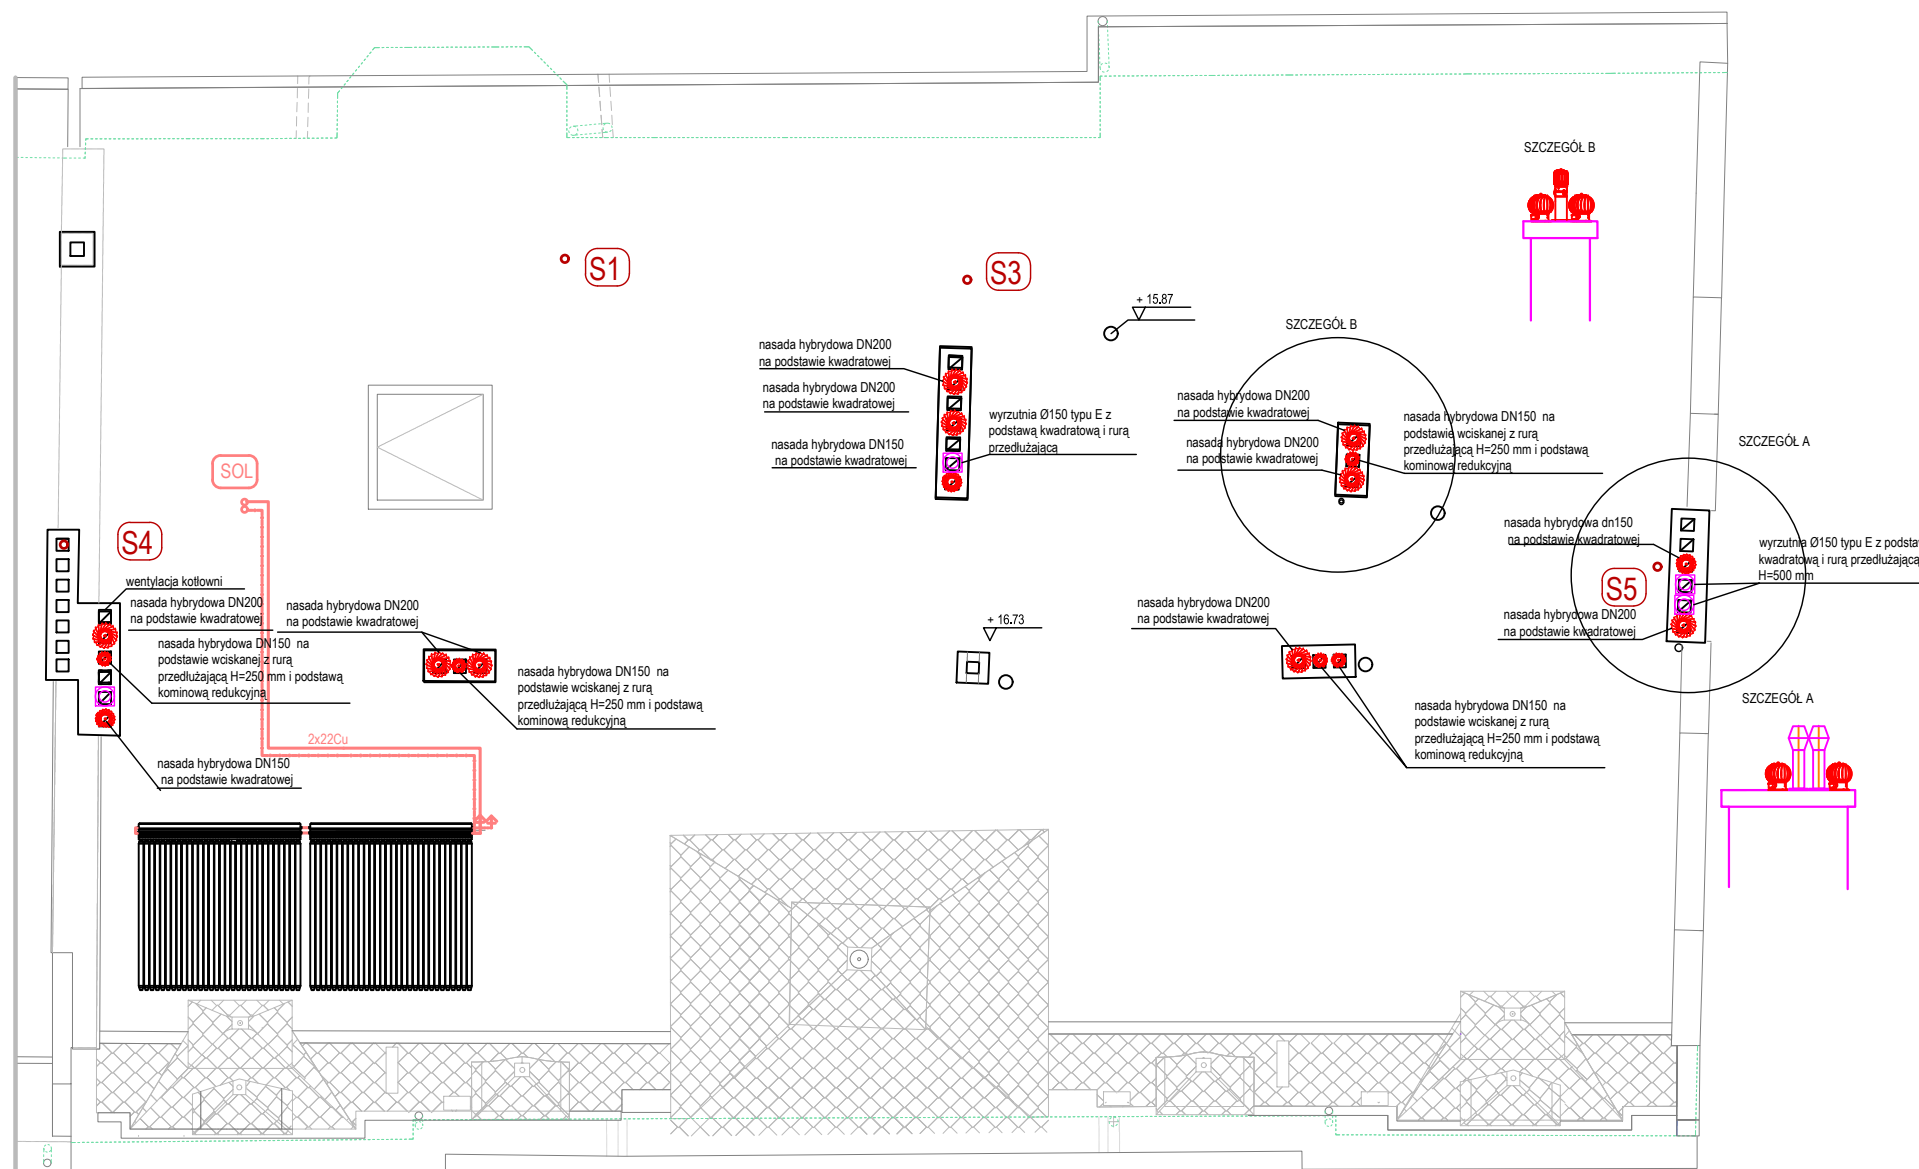 SZCZEGÓŁ B
S1
S3
+ 15.87
SZCZEGÓŁ B
nasada hybrydowa DN200
na podstawie kwadratowej
nasada hybrydowa DN200
na podstawie kwadratowej
nasada hybrydowa DN150
na podstawie kwadratowej
wyrzutnia Ø150 typu E z
podstawą kwadratową i rurą
przedłużającą
nasada hybrydowa DN200
na podstawie kwadratowej
nasada hybrydowa DN200
na podstawie kwadratowej
nasada hybrydowa DN150 na
podstawie wciskanej z rurą
przedłużającą H=250 mm i podstawą
kominową redukcyjną
SZCZEGÓŁ A
SOL
S4
nasada hybrydowa dn150
na podstawie kwadratowej
wyrzutnia Ø150 typu E z podstaw
kwadratową i rurą przedłużającą
H=500 mm
S5
nasada hybrydowa DN200
na podstawie kwadratowej
wentylacja kotłowni
nasada hybrydowa DN200
na podstawie kwadratowej
nasada hybrydowa DN150 na
podstawie wciskanej z rurą
przedłużającą H=250 mm i podstawą
kominową redukcyjną
nasada hybrydowa DN200
na podstawie kwadratowej
nasada hybrydowa DN150 na
podstawie wciskanej z rurą
przedłużającą H=250 mm i podstawą
kominową redukcyjną
+ 16.73
nasada hybrydowa DN200
na podstawie kwadratowej
nasada hybrydowa DN150 na
podstawie wciskanej z rurą
przedłużającą H=250 mm i podstawą
kominową redukcyjną
SZCZEGÓŁ A
2x22Cu
nasada hybrydowa DN150
na podstawie kwadratowej